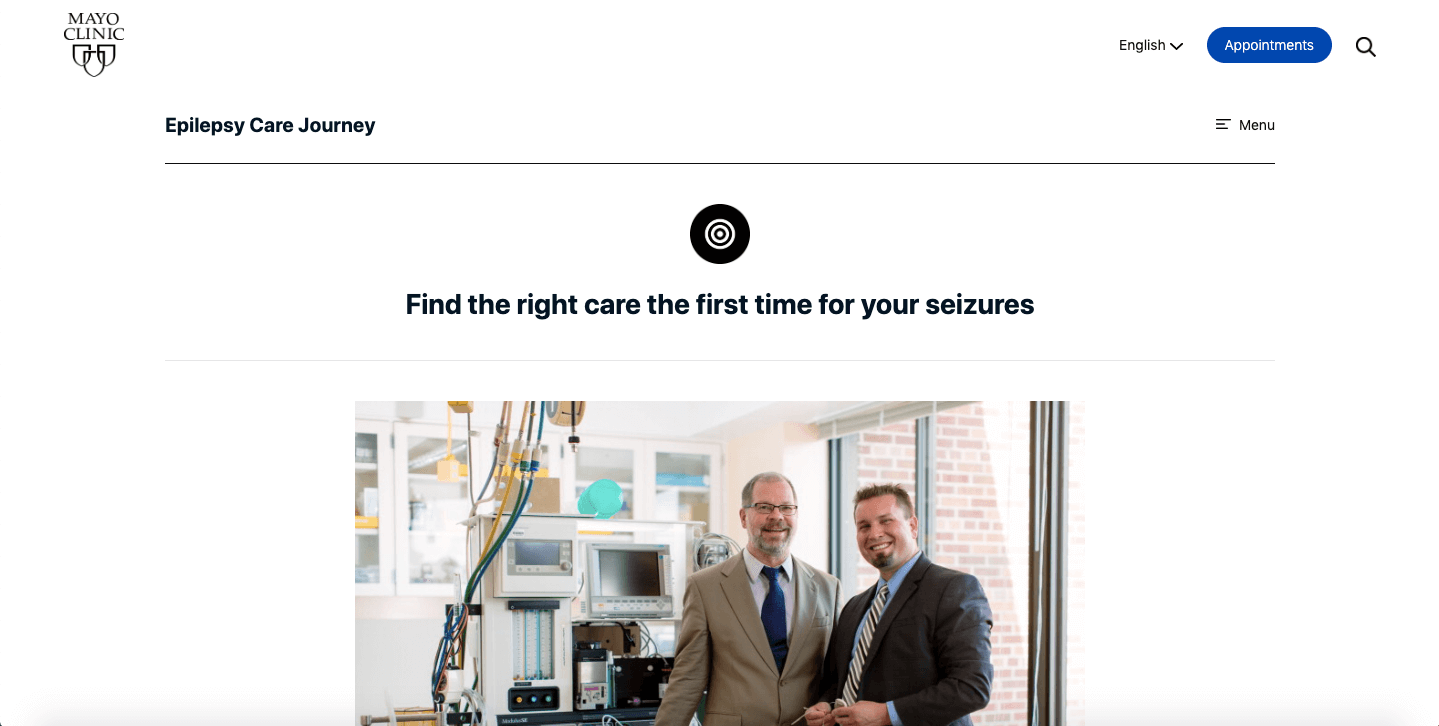 MAYO
CLINIC
English
Appointments
Epilepsy Care Journey
Menu
Find the right care the first time for your seizures